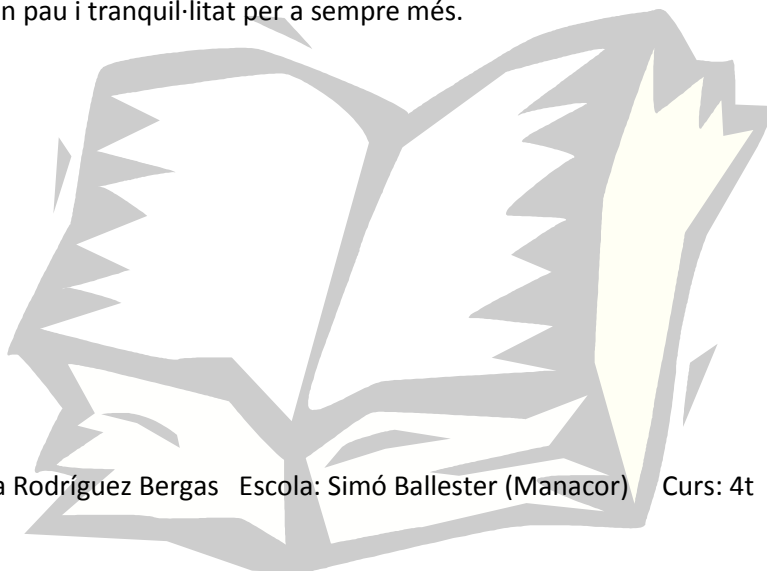 n pau i tranquil·litat per a sempre més.
a Rodríguez Bergas Escola: Simó Ballester (Manacor) Curs: 4t